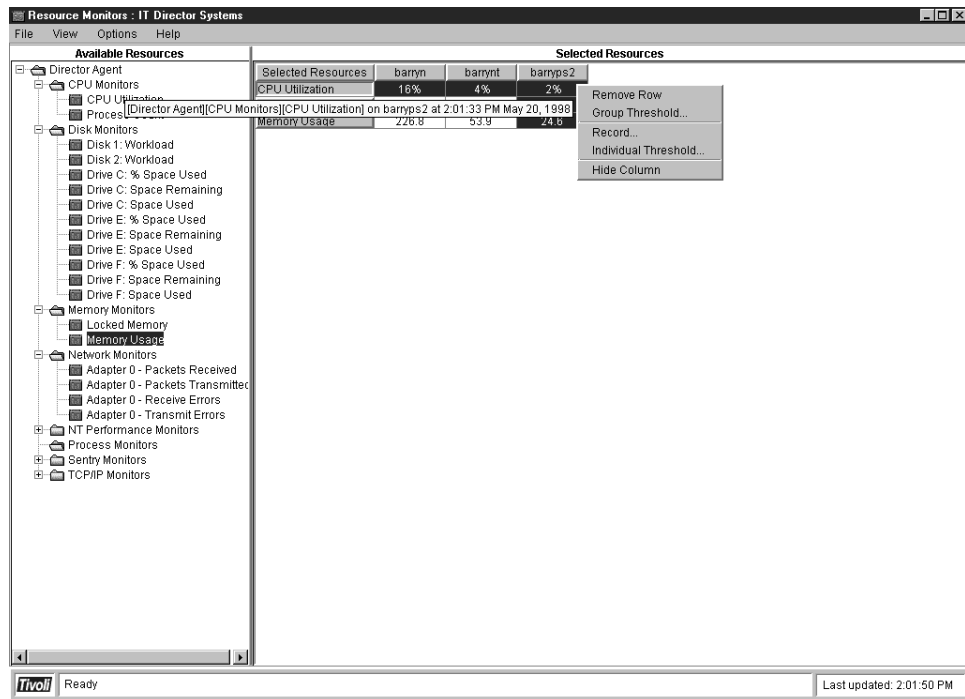 Resource Monitors : IT Director Systems
File View Options Help
Available Resources
Selected Resources
Director Agent
CPU Monitors
CPU Utilization
Process Count
Disk Monitors
Disk 1: Workload
Disk 2: Workload
Drive C: % Space Used
Drive C: Space Remaining
Drive C: Space Used
Drive E: % Space Used
Drive E: Space Remaining
Drive E: Space Used
Drive F: % Space Used
Drive F: Space Remaining
Drive F: Space Used
Memory Monitors
Locked Memory
Memory Usage
Network Monitors
Adapter 0 - Packets Received
Adapter 0 - Packets Transmitted
Adapter 0 - Receive Errors
Adapter 0 - Transmit Errors
NT Performance Monitors
Process Monitors
Sentry Monitors
TCP/IP Monitors
Selected Resources barryn barrynt barryps2
CPU Utilization 16% 4% 2%
[Director Agent][CPU Monitors][CPU Utilization] on barryps2 at 2:01:33 PM May 20, 1998
Memory Usage 226.8 53.9 24.6
Remove Row
Group Threshold...
Record...
Individual Threshold...
Hide Column
Tivoli Ready
Last updated: 2:01:50 PM